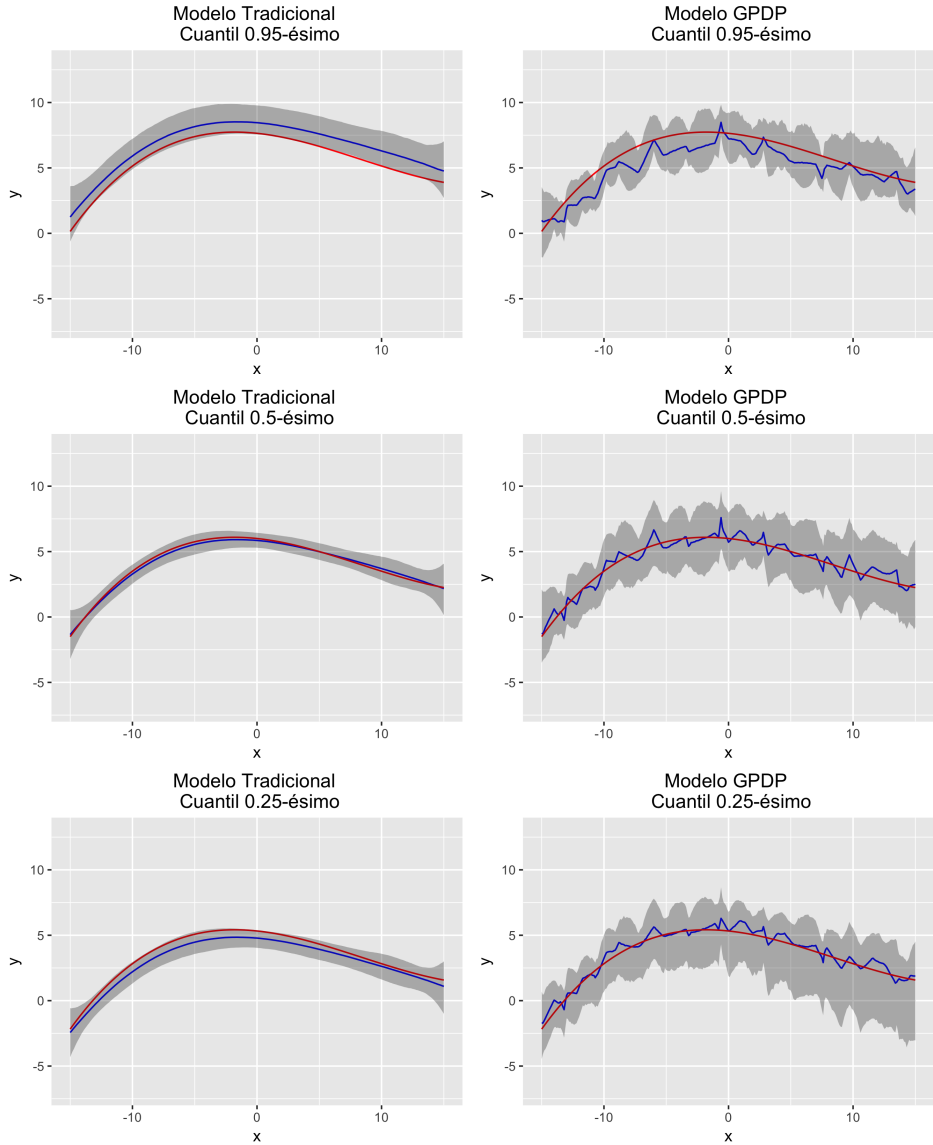 Modelo Tradicional
Cuantil 0.95-ésimo
10
5
0
-5
y
-10 0 10
x
Modelo GPDP
Cuantil 0.95-ésimo
10
5
0
-5
y
-10 0 10
x
Modelo Tradicional
Cuantil 0.5-ésimo
10
5
0
-5
y
-10 0 10
x
Modelo GPDP
Cuantil 0.5-ésimo
10
5
0
-5
y
-10 0 10
x
Modelo Tradicional
Cuantil 0.25-ésimo
10
5
0
-5
y
-10 0 10
x
Modelo GPDP
Cuantil 0.25-ésimo
10
5
0
-5
y
-10 0 10
x